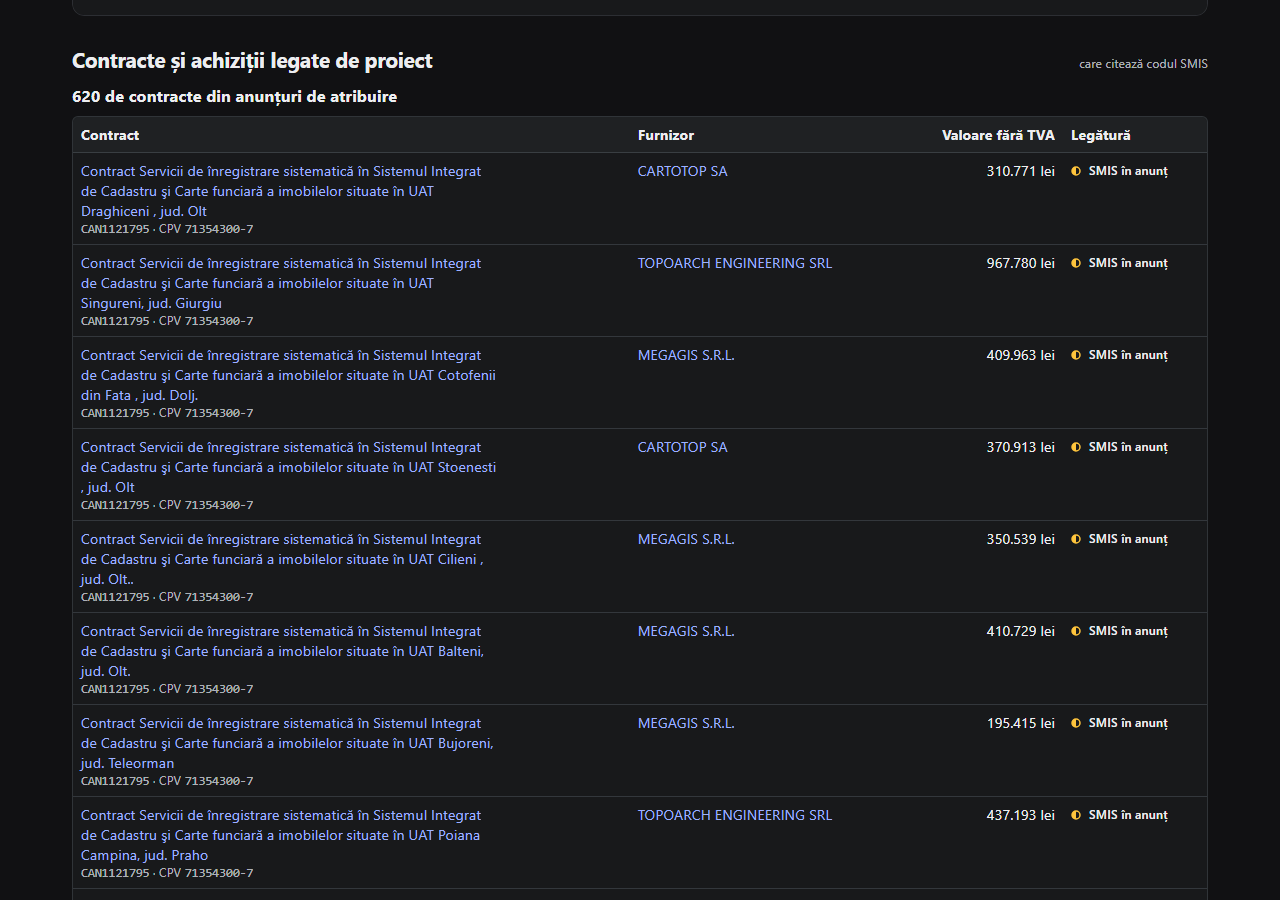 Contracte și achiziții legate de proiect
care citează codul SMIS
620 de contracte din anunțuri de atribuire
Contract Furnizor Valoare fără TVA Legătură
Contract Servicii de înregistrare sistematică în Sistemul Integrat CARTOTOP SA 310.771 lei SMIS în anunț
de Cadastru şi Carte funciară a imobilelor situate în UAT
Draghiceni , jud. Olt
CAN1121795 · CPV 71354300-7
Contract Servicii de înregistrare sistematică în Sistemul Integrat TOPOARCH ENGINEERING SRL 967.780 lei SMIS în anunț
de Cadastru şi Carte funciară a imobilelor situate în UAT
Singureni, jud. Giurgiu
CAN1121795 · CPV 71354300-7
Contract Servicii de înregistrare sistematică în Sistemul Integrat MEGAGIS S.R.L. 409.963 lei SMIS în anunț
de Cadastru şi Carte funciară a imobilelor situate în UAT Cotofenii
din Fata , jud. Dolj.
CAN1121795 · CPV 71354300-7
Contract Servicii de înregistrare sistematică în Sistemul Integrat CARTOTOP SA 370.913 lei SMIS în anunț
de Cadastru şi Carte funciară a imobilelor situate în UAT Stoenesti
, jud. Olt
CAN1121795 · CPV 71354300-7
Contract Servicii de înregistrare sistematică în Sistemul Integrat MEGAGIS S.R.L. 350.539 lei SMIS în anunț
de Cadastru şi Carte funciară a imobilelor situate în UAT Cilieni ,
jud. Olt..
CAN1121795 · CPV 71354300-7
Contract Servicii de înregistrare sistematică în Sistemul Integrat MEGAGIS S.R.L. 410.729 lei SMIS în anunț
de Cadastru şi Carte funciară a imobilelor situate în UAT Balteni,
jud. Olt.
CAN1121795 · CPV 71354300-7
Contract Servicii de înregistrare sistematică în Sistemul Integrat MEGAGIS S.R.L. 195.415 lei SMIS în anunț
de Cadastru şi Carte funciară a imobilelor situate în UAT Bujoreni,
jud. Teleorman
CAN1121795 · CPV 71354300-7
Contract Servicii de înregistrare sistematică în Sistemul Integrat TOPOARCH ENGINEERING SRL 437.193 lei SMIS în anunț
de Cadastru şi Carte funciară a imobilelor situate în UAT Poiana
Campina, jud. Praho
CAN1121795 · CPV 71354300-7